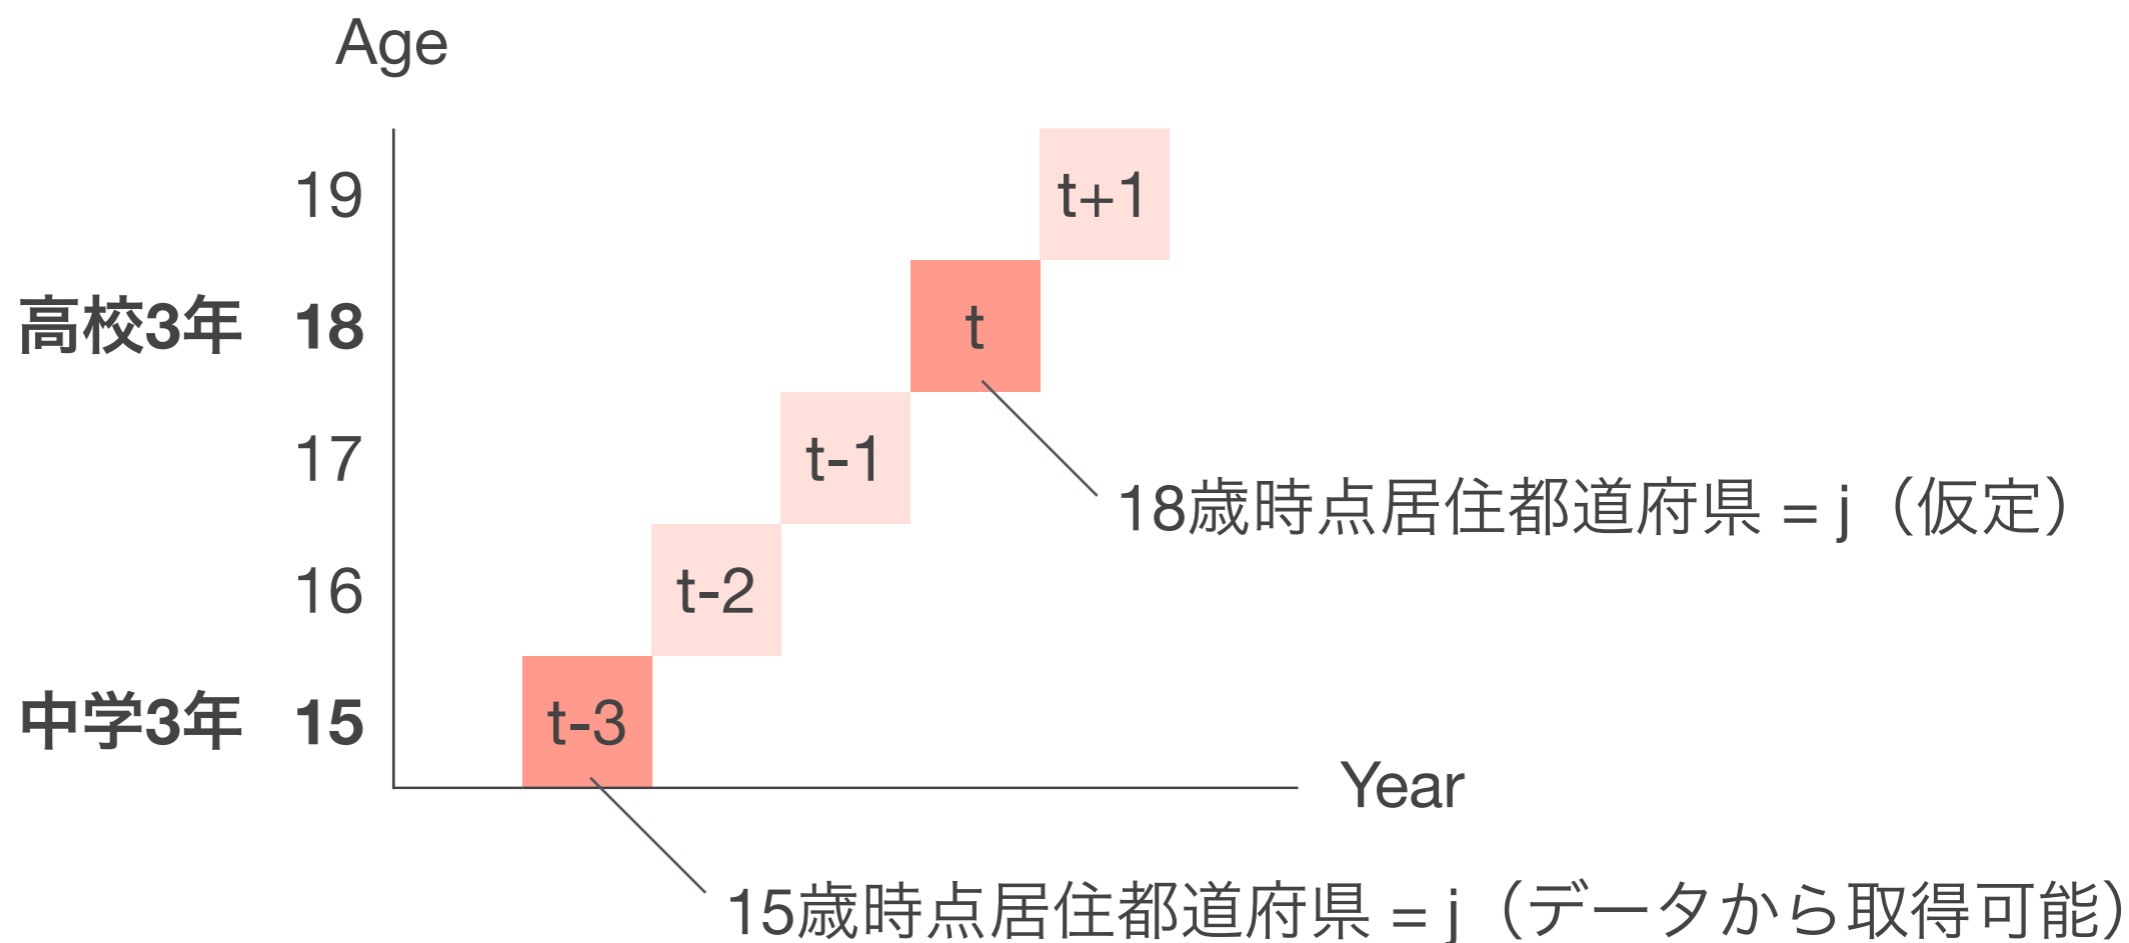 Age
19
t+1
高校3年 18
t
17
t-1
18歳時点居住都道府県 = j（仮定）
16
t-2
中学3年 15
t-3
Year
15歳時点居住都道府県 = j（データから取得可能）